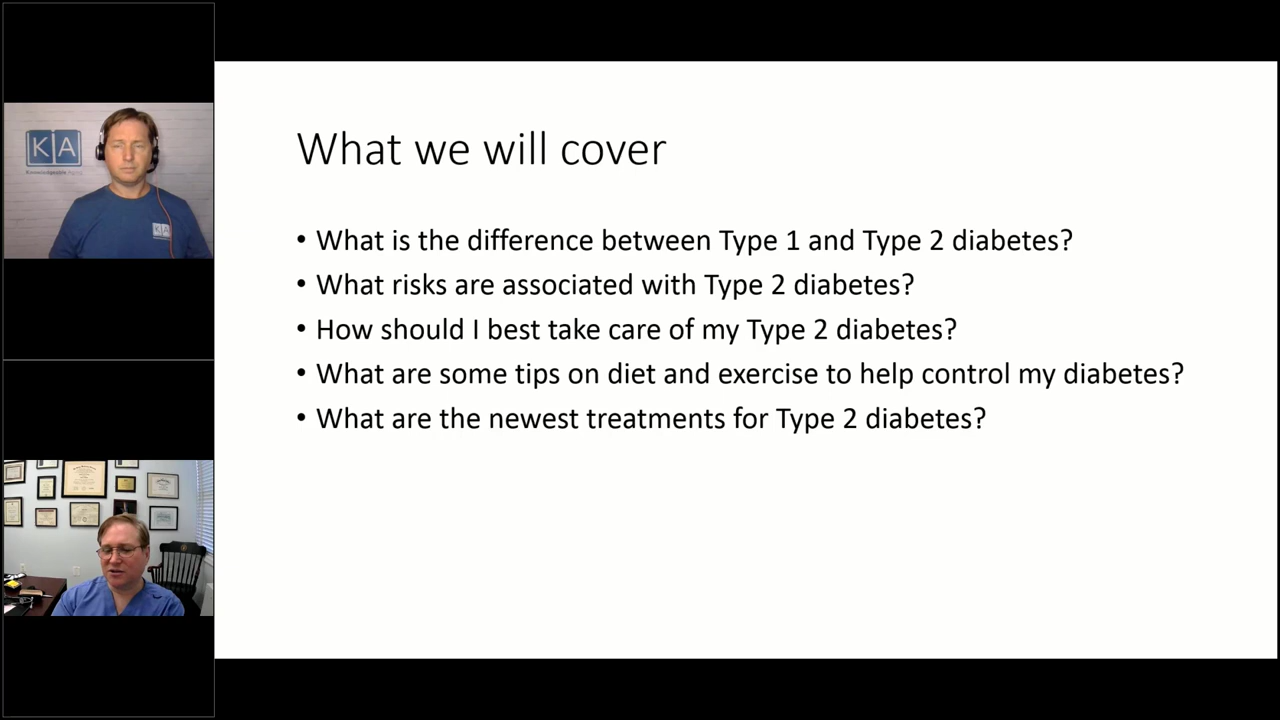 K A
Knowledgeable
KA
What we will cover
• What is the difference between Type 1 and Type 2 diabetes?
• What risks are associated with Type 2 diabetes?
• How should I best take care of my Type 2 diabetes?
• What are some tips on diet and exercise to help control my diabetes?
• What are the newest treatments for Type 2 diabetes?